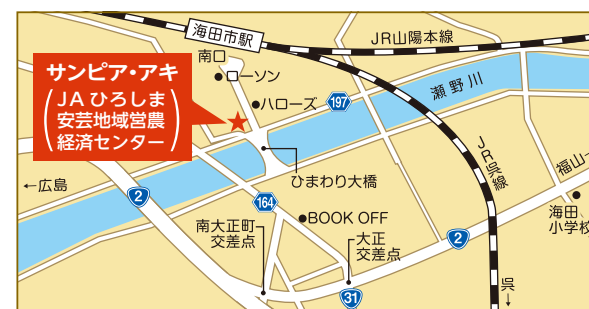 海田市駅
JR山陽本線
南口
ローソン
サンピア・アキ
JAひろしま
安芸地域営農
経済センター
ハローズ
197
瀬野川
JR呉線
福山→
ひまわり大橋
←広島
2
164
BOOK OFF
海田
小学校
南大正町
交差点
大正
交差点
2
31
呉
↓